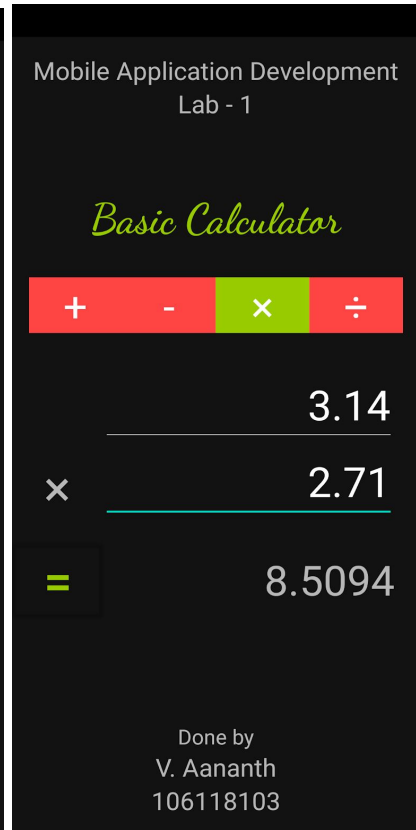 Mobile Application Development
Lab - 1
Basic Calculator
+ - × ÷
3.14
× 2.71
= 8.5094
Done by
V. Aananth
106118103